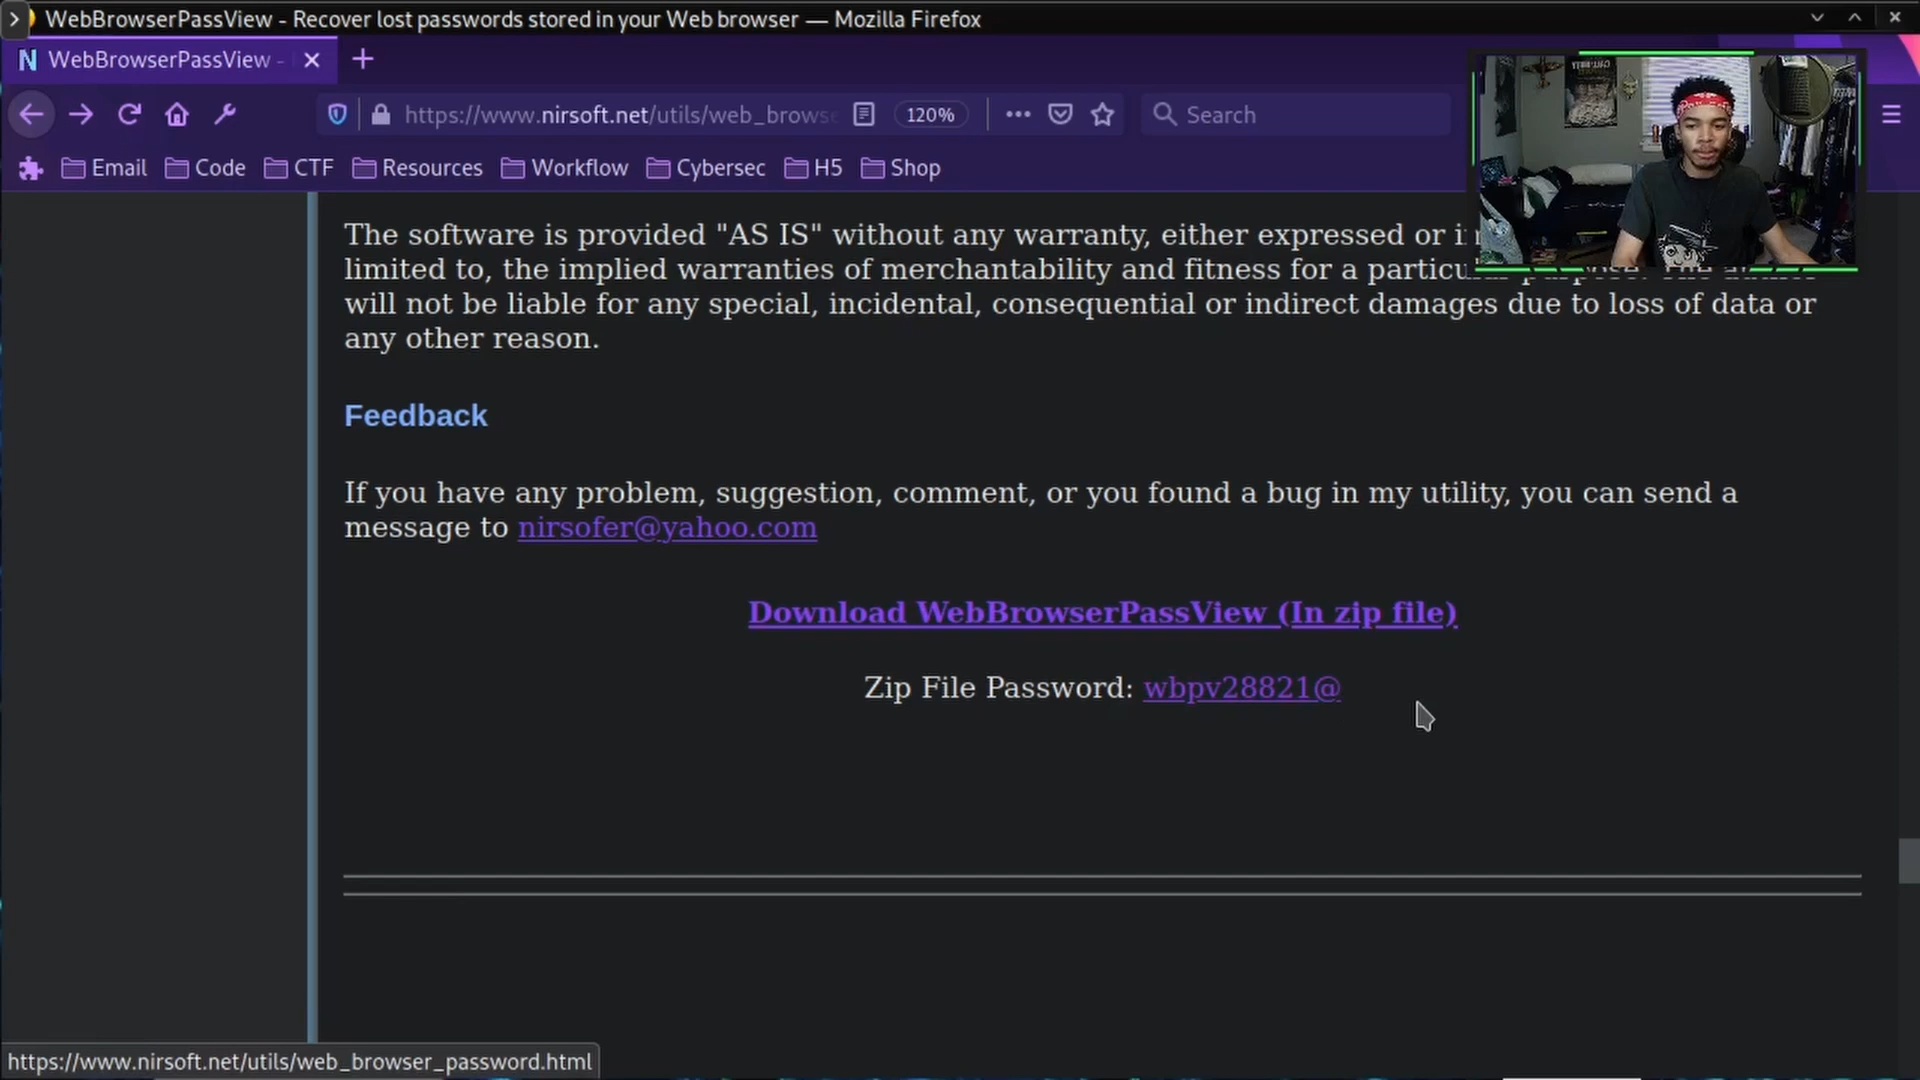 WebBrowserPassView - Recover lost passwords stored in your Web browser — Mozilla Firefox
WebBrowserPassView -
https://www.nirsoft.net/utils/web_browse
120%
Search
Email
Code
CTF
Resources
Workflow
Cybersec
H5
Shop
The software is provided "AS IS" without any warranty, either expressed or
limited to, the implied warranties of merchantability and fitness for a
will not be liable for any special, incidental, consequential or indirect damages due to loss of data or
any other reason.
Feedback
If you have any problem, suggestion, comment, or you found a bug in my utility, you can send a
message to nirsofer@yahoo.com
Download WebBrowserPassView (In zip file)
Zip File Password: wbpv28821@
https://www.nirsoft.net/utils/web_browser_password.html